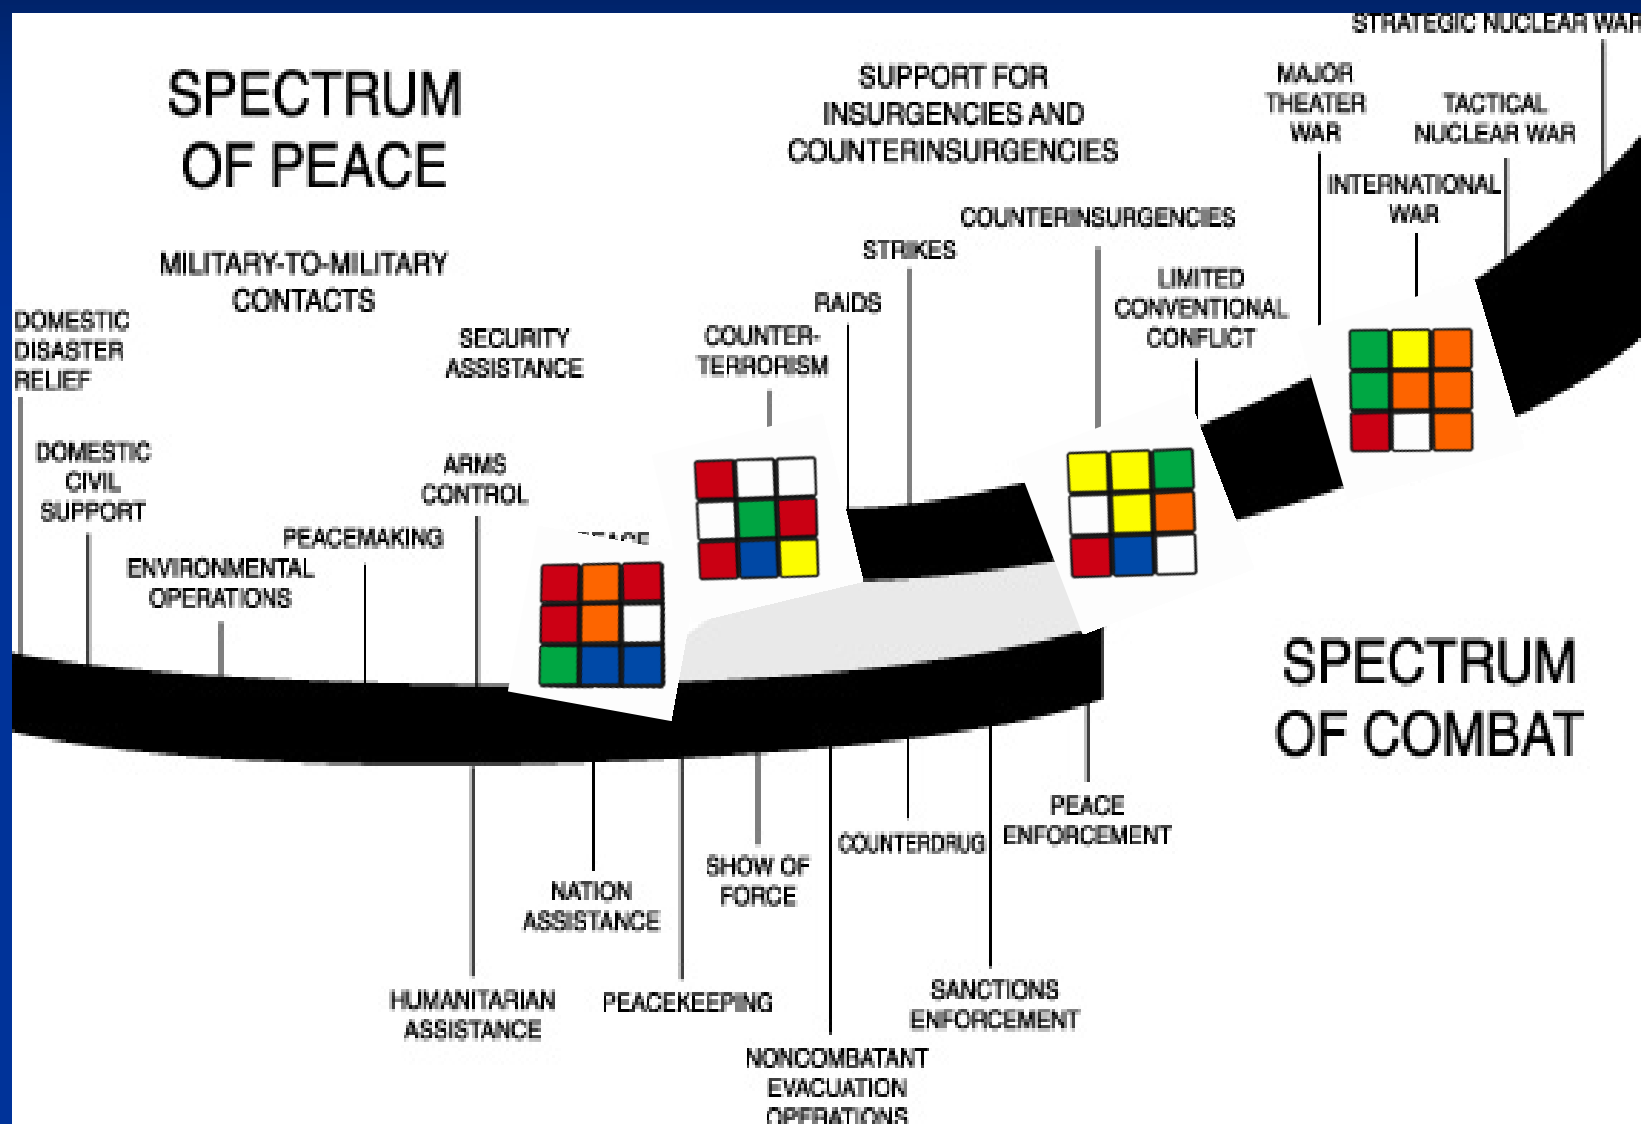 STRATEGIC NUCLEAR WAR
SPECTRUM
OF PEACE
SUPPORT FOR
INSURGENCIES AND
COUNTERINSURGENCIES
MAJOR
THEATER
WAR
TACTICAL
NUCLEAR WAR
INTERNATIONAL
WAR
COUNTERINSURGENCIES
STRIKES
MILITARY-TO-MILITARY
CONTACTS
LIMITED
CONVENTIONAL
CONFLICT
RAIDS
DOMESTIC
DISASTER
RELIEF
SECURITY
ASSISTANCE
COUNTER-
TERRORISM
DOMESTIC
CIVIL
SUPPORT
ARMS
CONTROL
PEACEMAKING
ENVIRONMENTAL
OPERATIONS
SPECTRUM
OF COMBAT
PEACE
ENFORCEMENT
COUNTERDRUG
SHOW OF
FORCE
NATION
ASSISTANCE
HUMANITARIAN
ASSISTANCE
PEACEKEEPING
SANCTIONS
ENFORCEMENT
NONCOMBATANT
EVACUATION
OPERATIONS